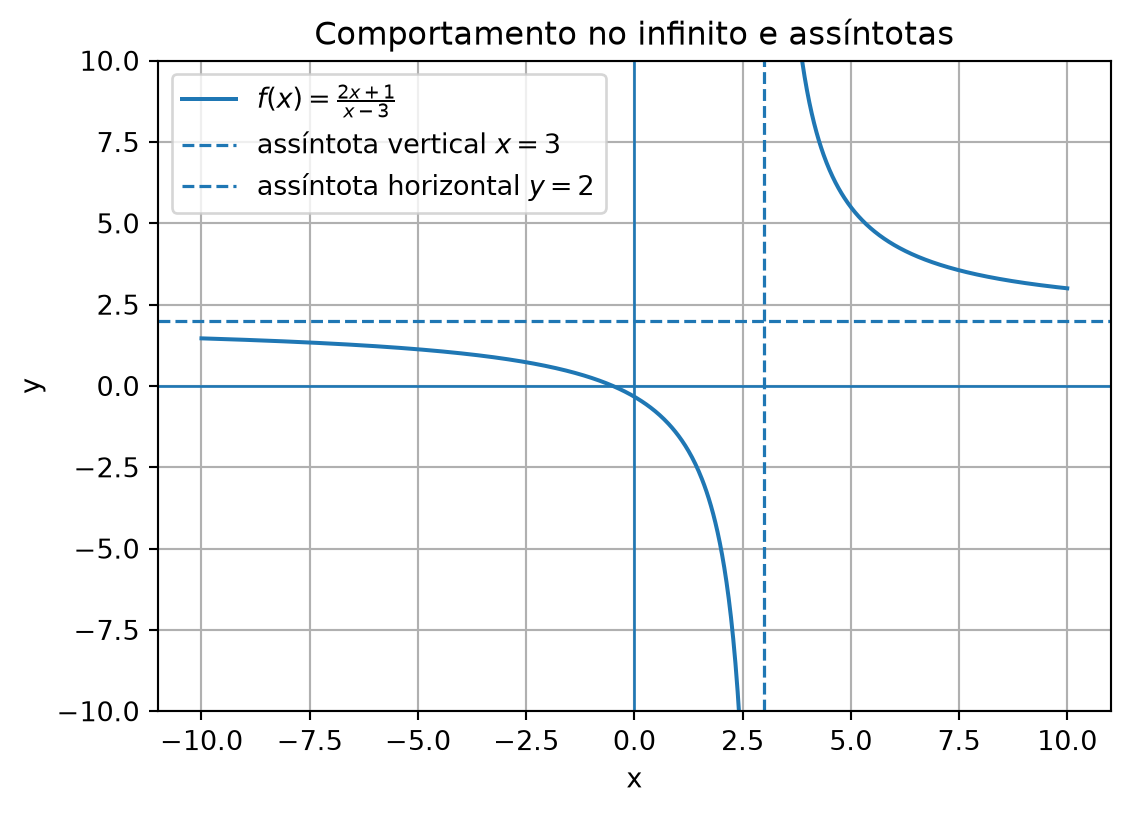 Comportamento no infinito e assíntotas
f(x) = \frac{2x+1}{x-3}
assíntota vertical x = 3
assíntota horizontal y = 2
10.0
7.5
5.0
2.5
0.0
−2.5
−5.0
−7.5
−10.0
y
−10.0 −7.5 −5.0 −2.5 0.0 2.5 5.0 7.5 10.0
x